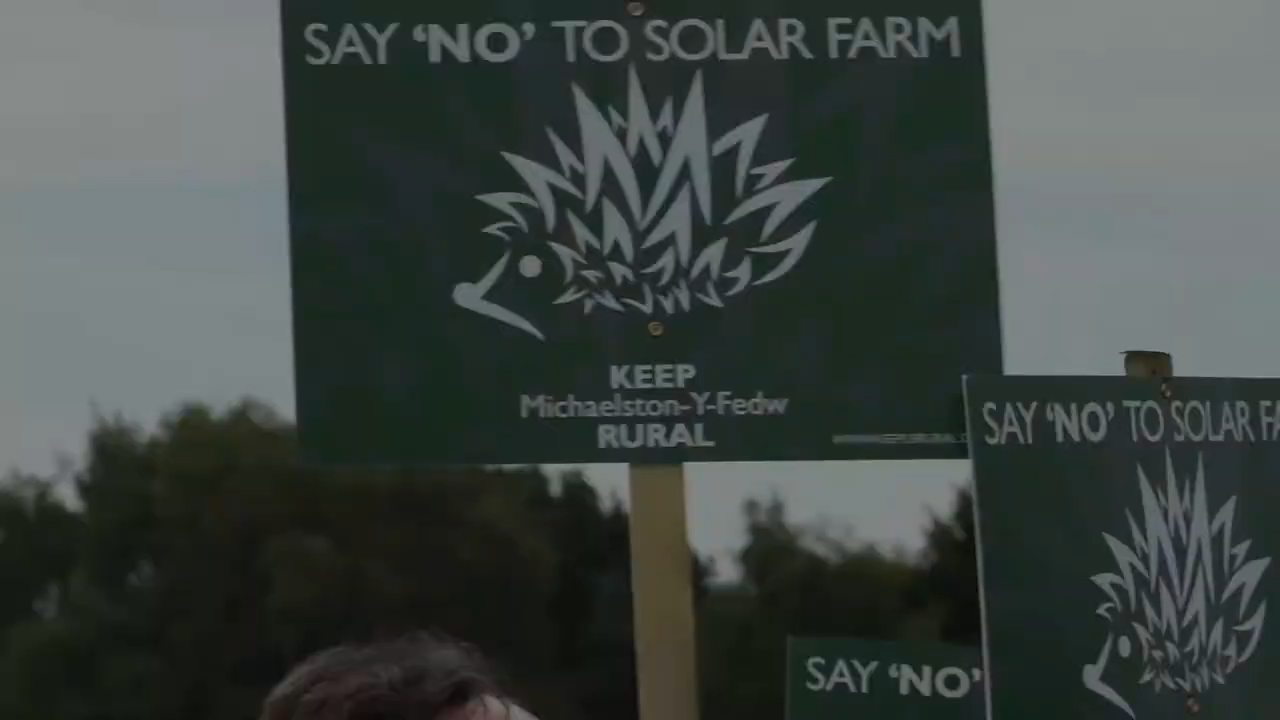 SAY ‘NO’ TO SOLAR FARM
KEEP
Michaelston-Y-Fedw
RURAL
SAY ‘NO’ TO SOLAR FA
SAY ‘NO’